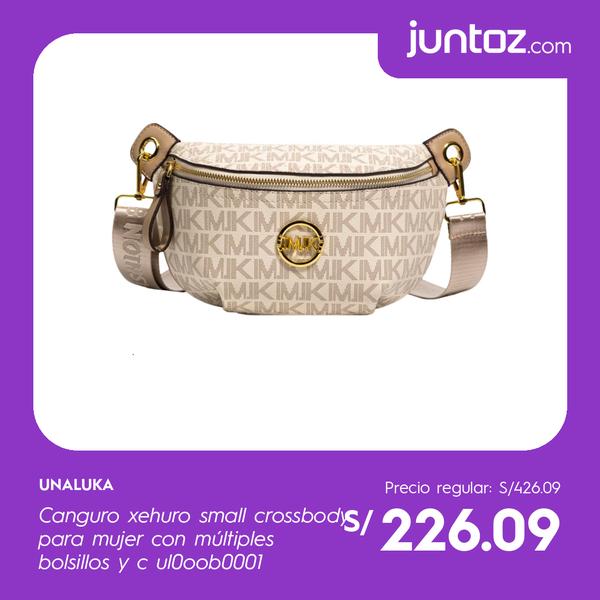 juntoz.com
IMJK
UNALUKA
Canguro xehuro small crossbody
para mujer con múltiples
bolsillos y c ul0oob0001
Precio regular: S/426.09
S/ 226.09